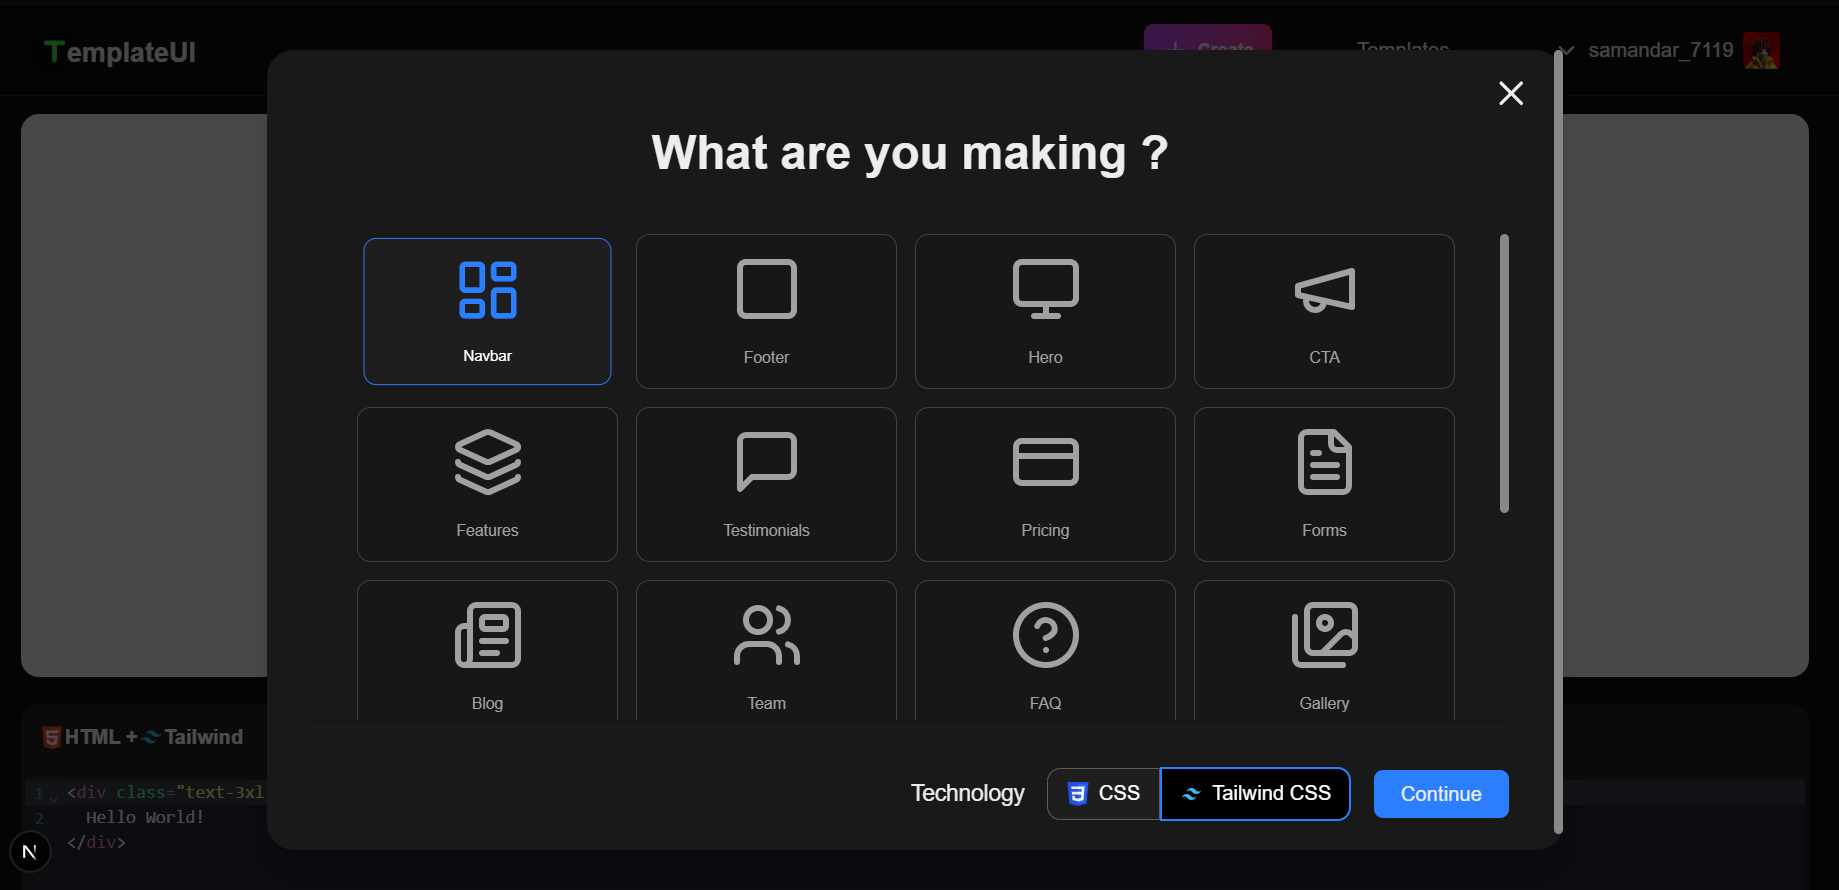 TemplateUI
Create
Templates
samandar_7119
What are you making ?
Navbar
Footer
Hero
CTA
Features
Testimonials
Pricing
Forms
Blog
Team
FAQ
Gallery
HTML + Tailwind
Technology
CSS
Tailwind CSS
Continue
1 <div class="text-3xl
2 Hello World!
</div>
N